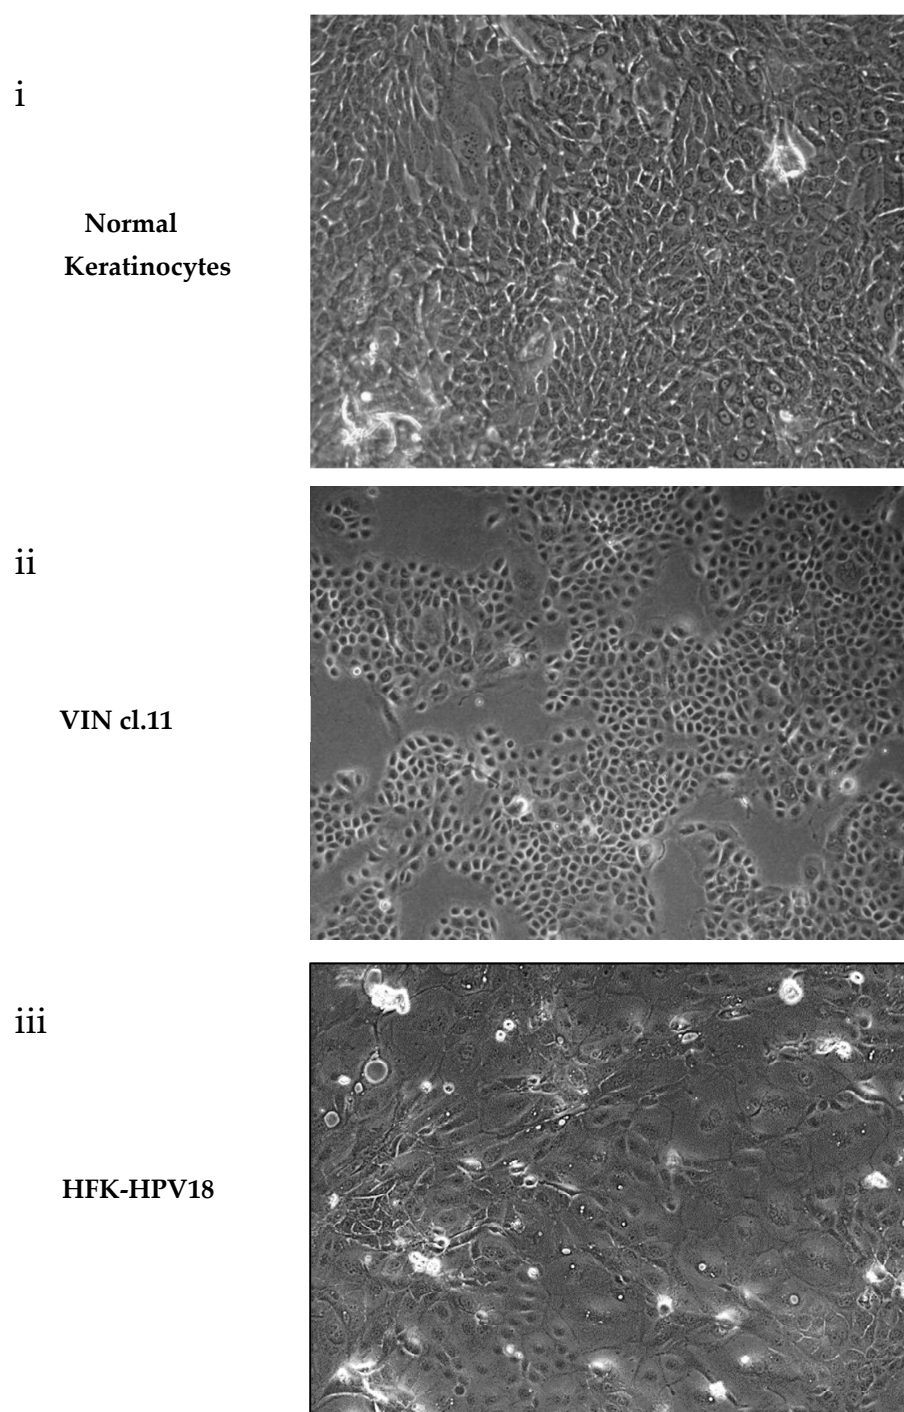 i
Normal
Keratinocytes
ii
VIN cl.11
iii
HFK-HPV18